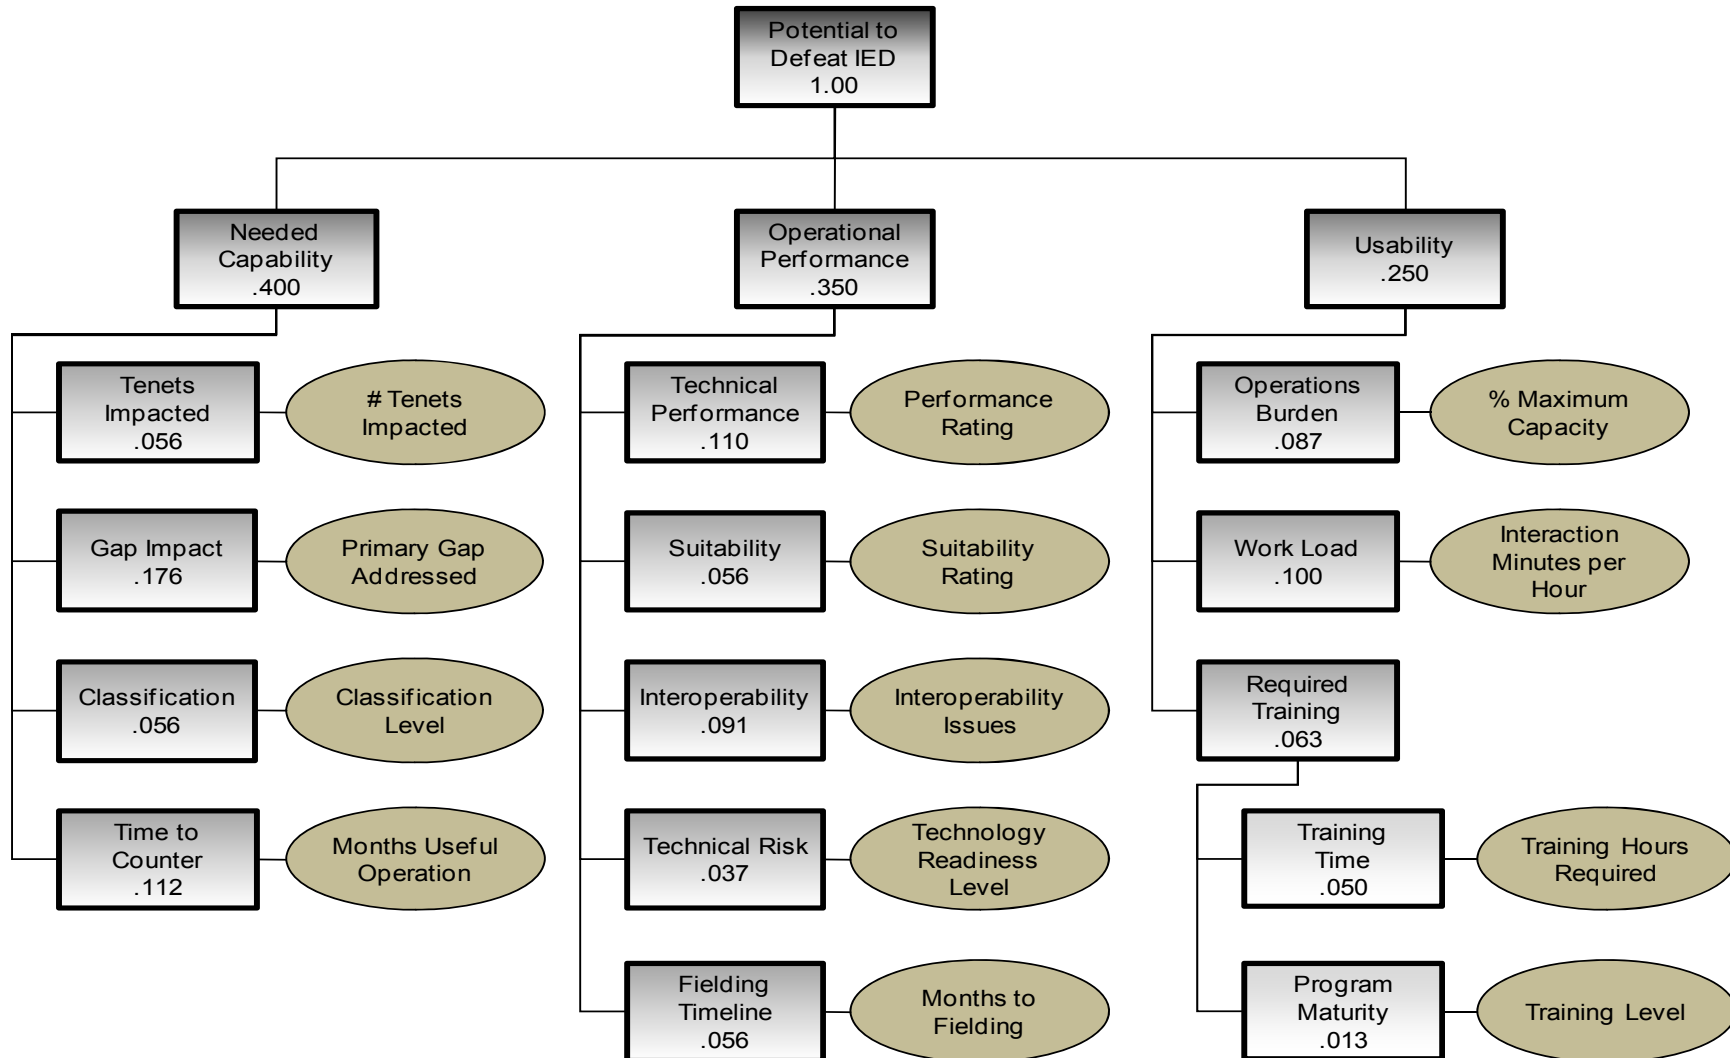 Potential to
Defeat IED
1.00
Needed
Capability
.400
Operational
Performance
.350
Usability
.250
Tenets
Impacted
.056
# Tenets
Impacted
Technical
Performance
.110
Performance
Rating
Operations
Burden
.087
% Maximum
Capacity
Gap Impact
.176
Primary Gap
Addressed
Suitability
.056
Suitability
Rating
Work Load
.100
Interaction
Minutes per
Hour
Classification
.056
Classification
Level
Interoperability
.091
Interoperability
Issues
Required
Training
.063
Time to
Counter
.112
Months Useful
Operation
Technical Risk
.037
Technology
Readiness
Level
Training
Time
.050
Training Hours
Required
Fielding
Timeline
.056
Months to
Fielding
Program
Maturity
.013
Training Level